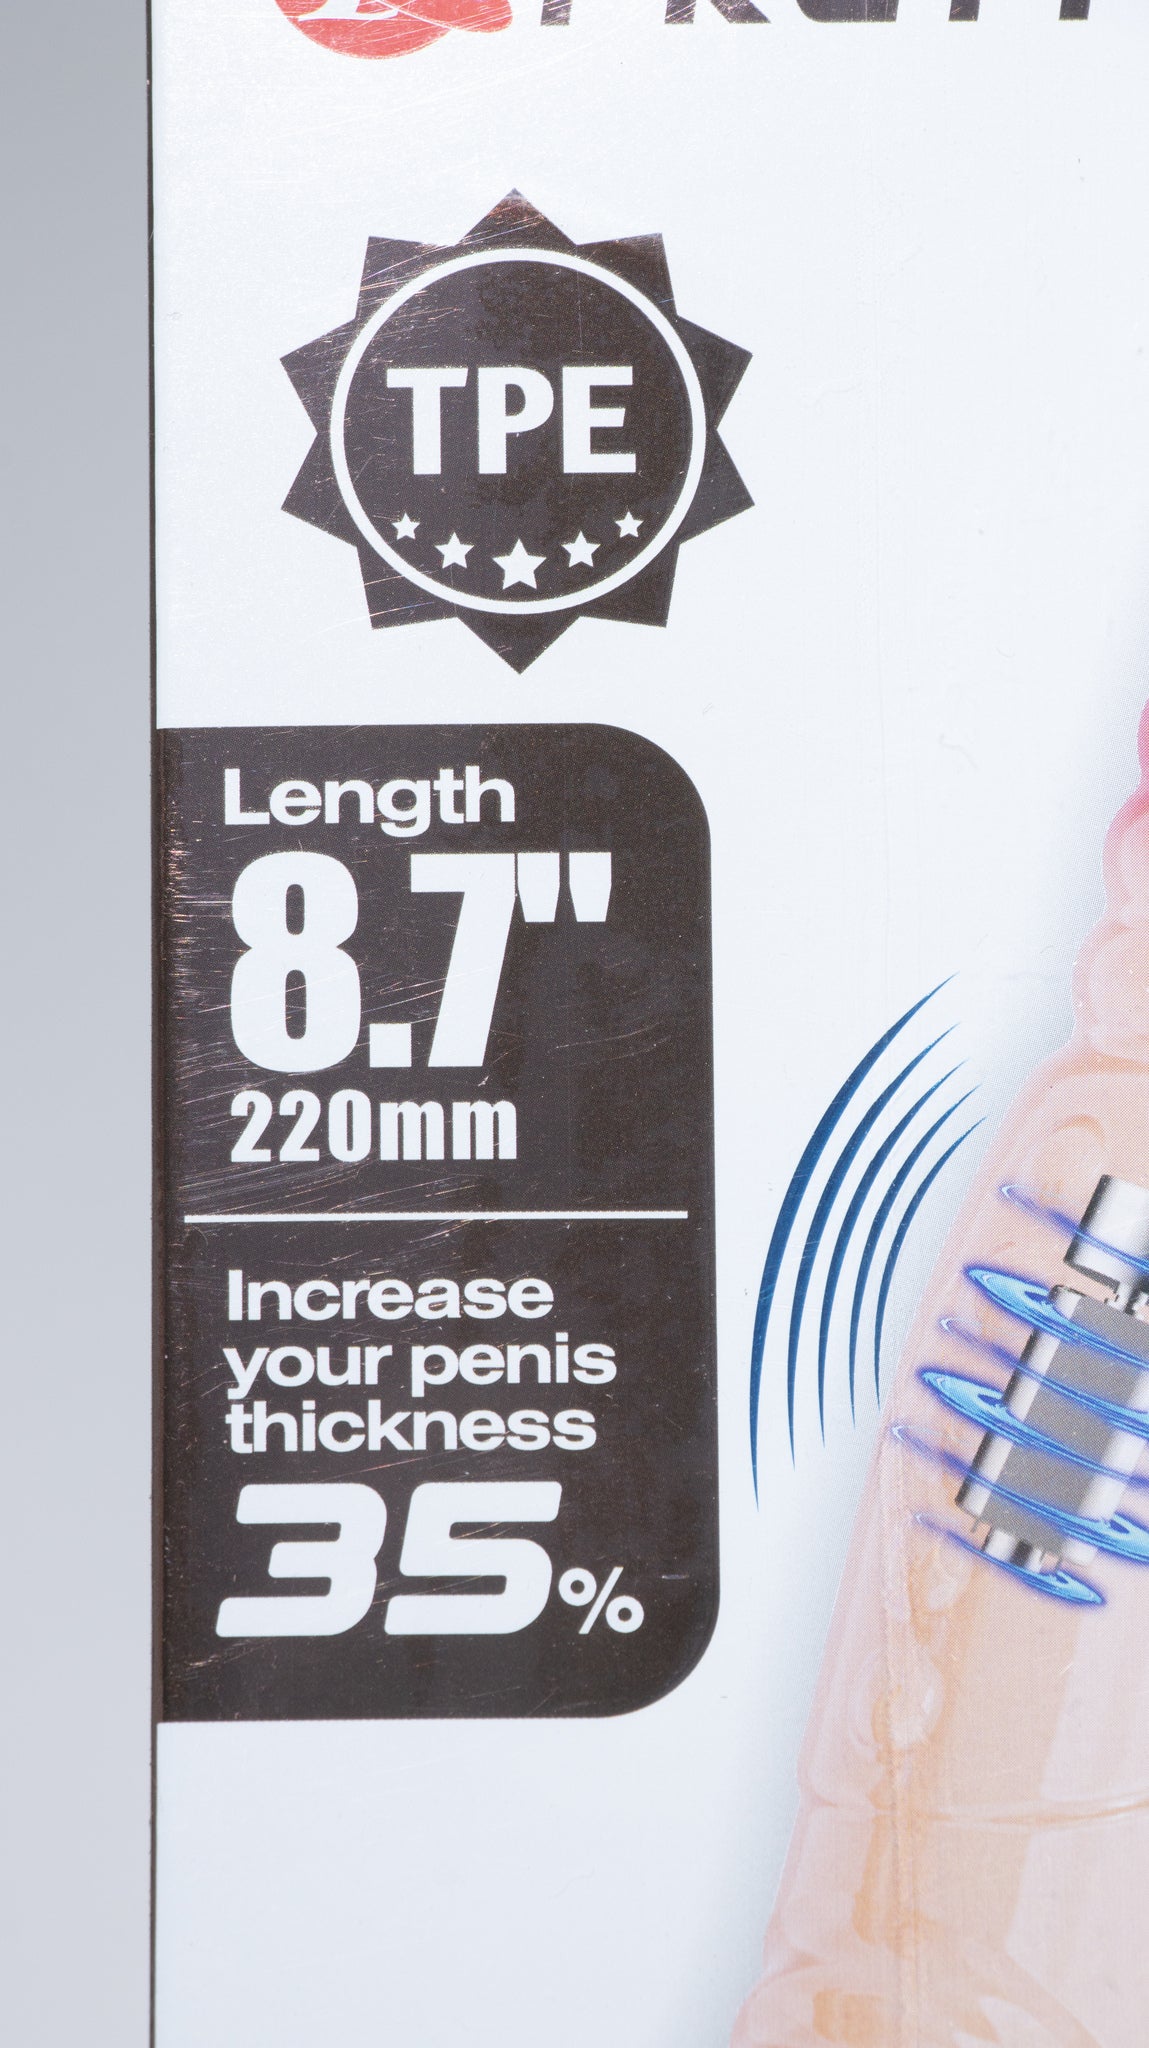 TPE
Length
8.7"
220mm
Increase
your penis
thickness
35%